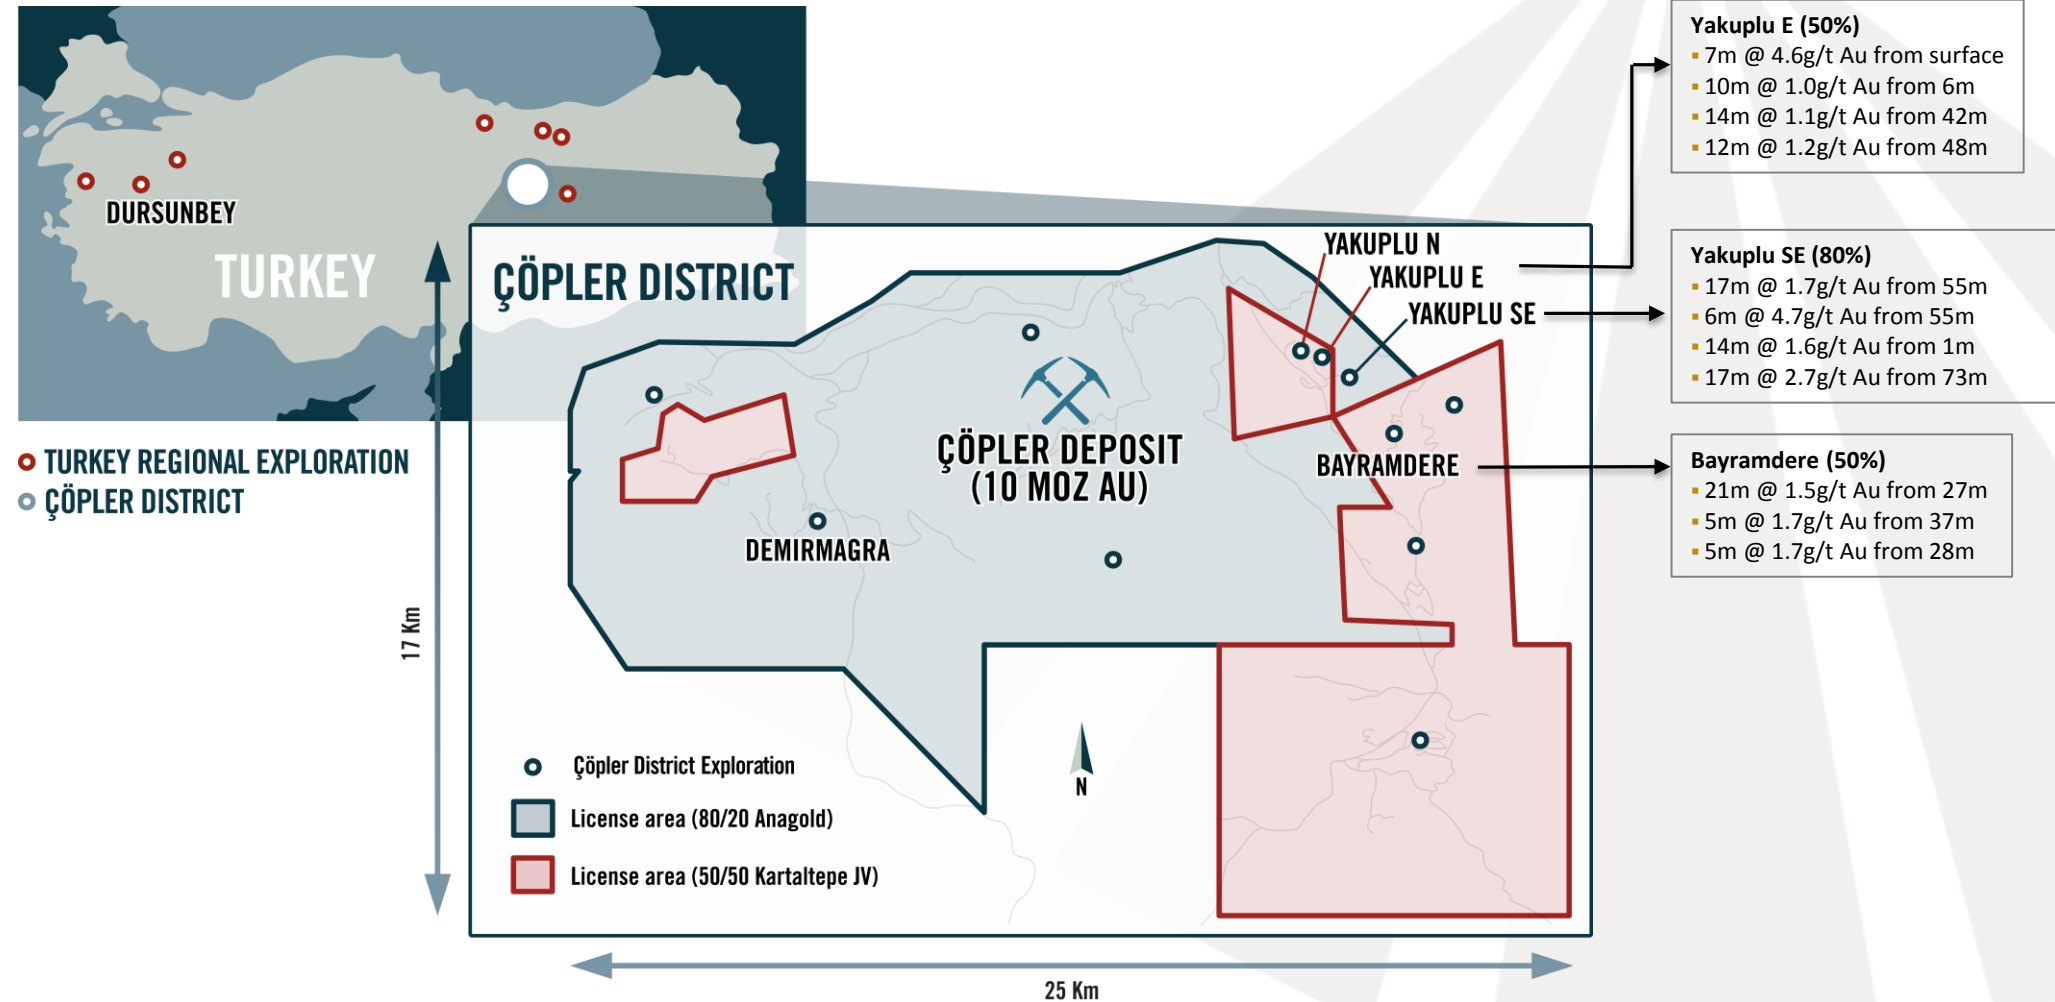 DURSUNBEY
TURKEY
TURKEY REGIONAL EXPLORATION
ÇÖPLER DISTRICT
ÇÖPLER DISTRICT
YAKUPLU N
YAKUPLU E
YAKUPLU SE
ÇÖPLER DEPOSIT
(10 MOZ AU)
BAYRAMDERE
DEMIRMAGRA
Çöpler District Exploration
License area (80/20 Anagold)
License area (50/50 Kartaltepe JV)
N
17 Km
25 Km
Yakuplu E (50%)
▪ 7m @ 4.6g/t Au from surface
▪ 10m @ 1.0g/t Au from 6m
▪ 14m @ 1.1g/t Au from 42m
▪ 12m @ 1.2g/t Au from 48m
Yakuplu SE (80%)
▪ 17m @ 1.7g/t Au from 55m
▪ 6m @ 4.7g/t Au from 55m
▪ 14m @ 1.6g/t Au from 1m
▪ 17m @ 2.7g/t Au from 73m
Bayramdere (50%)
▪ 21m @ 1.5g/t Au from 27m
▪ 5m @ 1.7g/t Au from 37m
▪ 5m @ 1.7g/t Au from 28m